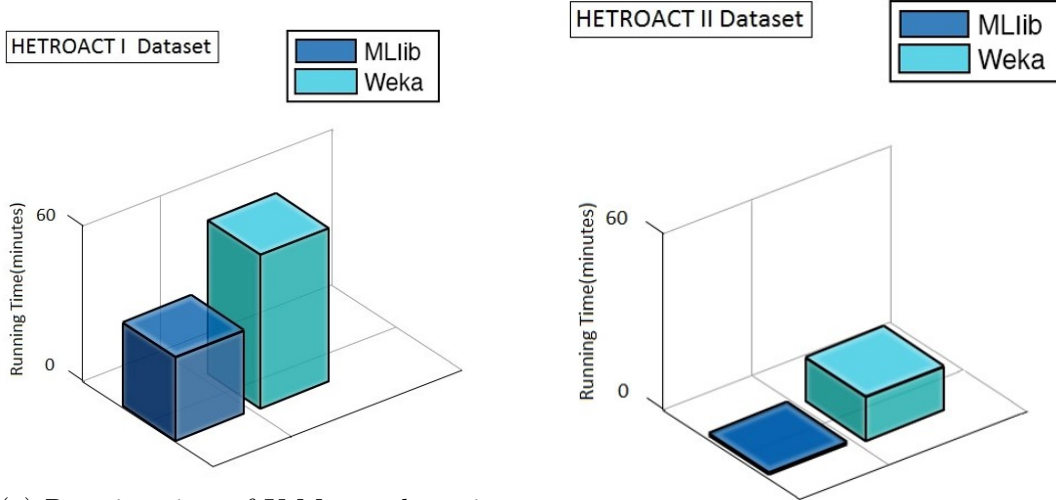 HETROACT I Dataset
MLlib
Weka
Running Time(minutes)
60
0
HETROACT II Dataset
MLlib
Weka
Running Time(minutes)
60
0